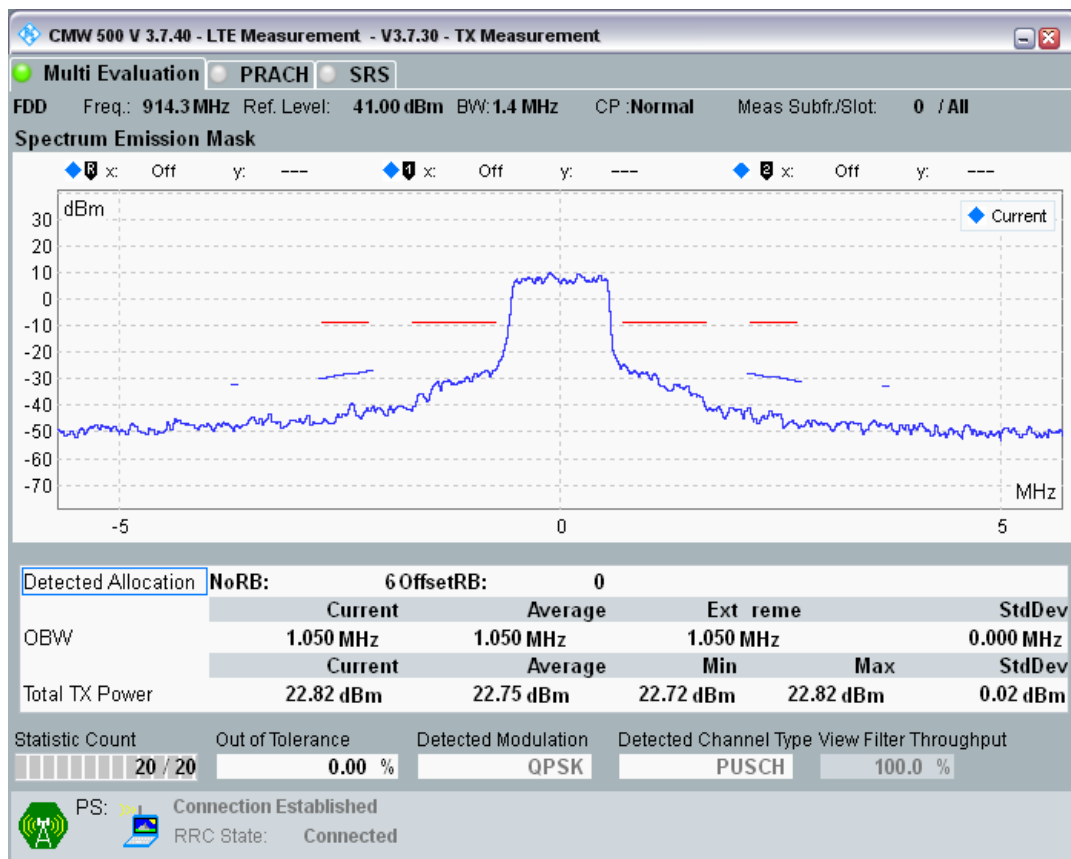 CMW 500 V 3.7.40 - LTE Measurement - V3.7.30 - TX Measurement
Multi Evaluation PRACH SRS
FDD Freq.: 914.3 MHz Ref. Level: 41.00 dBm BW: 1.4 MHz CP :Normal Meas Subfr./Slot: 0 / All
Spectrum Emission Mask
R x: Off y: --- 1 x: Off y: --- 2 x: Off y: ---
dBm
Current
30
20
10
0
-10
-20
-30
-40
-50
-60
-70
MHz
-5 0 5
Detected Allocation NoRB: 6 OffsetRB: 0
Current Average Ext reme StdDev
OBW 1.050 MHz 1.050 MHz 1.050 MHz 0.000 MHz
Current Average Min Max StdDev
Total TX Power 22.82 dBm 22.75 dBm 22.72 dBm 22.82 dBm 0.02 dBm
Statistic Count Out of Tolerance Detected Modulation Detected Channel Type View Filter Throughput
20 / 20 0.00 % QPSK PUSCH 100.0 %
PS: Connection Established
RRC State: Connected